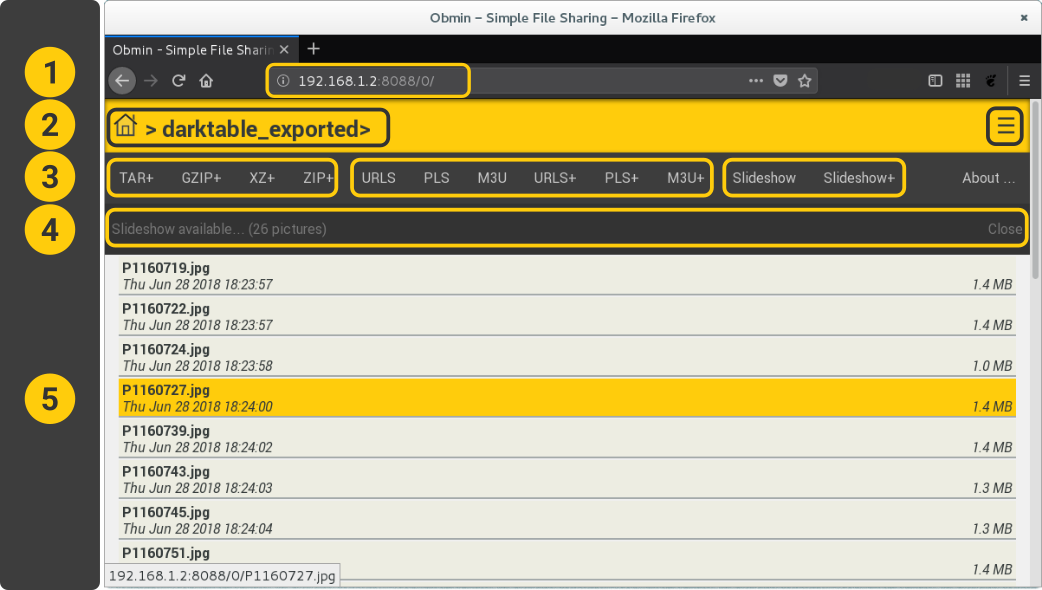 Obmin – Simple File Sharing – Mozilla Firefox
Obmin – Simple File Sharin
1
192.168.1.2:8088/0/
2
> darktable_exported>
3
TAR+ GZIP+ XZ+ ZIP+ URLS PLS M3U URLS+ PLS+ M3U+ Slideshow Slideshow+ About ...
4
Slideshow available... (26 pictures) Close
P1160719.jpg
Thu Jun 28 2018 18:23:57 1.4 MB
P1160722.jpg
Thu Jun 28 2018 18:23:57 1.4 MB
P1160724.jpg
Thu Jun 28 2018 18:23:58 1.0 MB
5
P1160727.jpg
Thu Jun 28 2018 18:24:00 1.4 MB
P1160739.jpg
Thu Jun 28 2018 18:24:02 1.4 MB
P1160743.jpg
Thu Jun 28 2018 18:24:03 1.3 MB
P1160745.jpg
Thu Jun 28 2018 18:24:04 1.3 MB
P1160751.jpg
1.4 MB
192.168.1.2:8088/0/P1160727.jpg